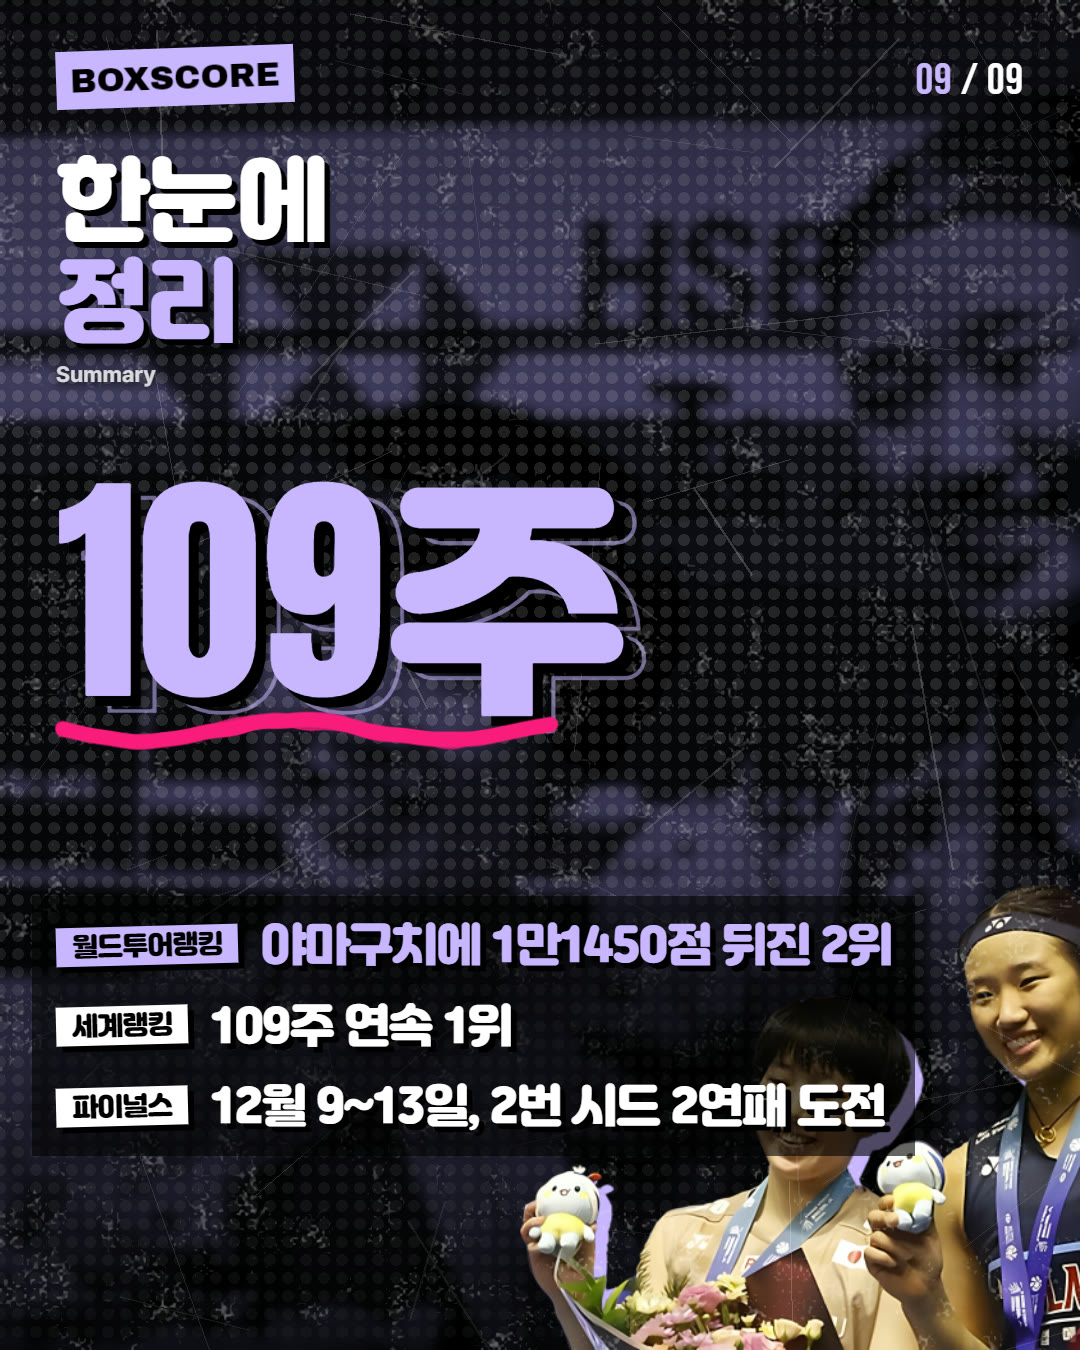 BOXSCORE
09 / 09
한눈에
정리
Summary
HSB
109주
월드투어랭킹 야마구치에 1만1450점 뒤진 2위
세계랭킹 109주 연속 1위
파이널스 12월 9~13일, 2번 시드 2연패 도전